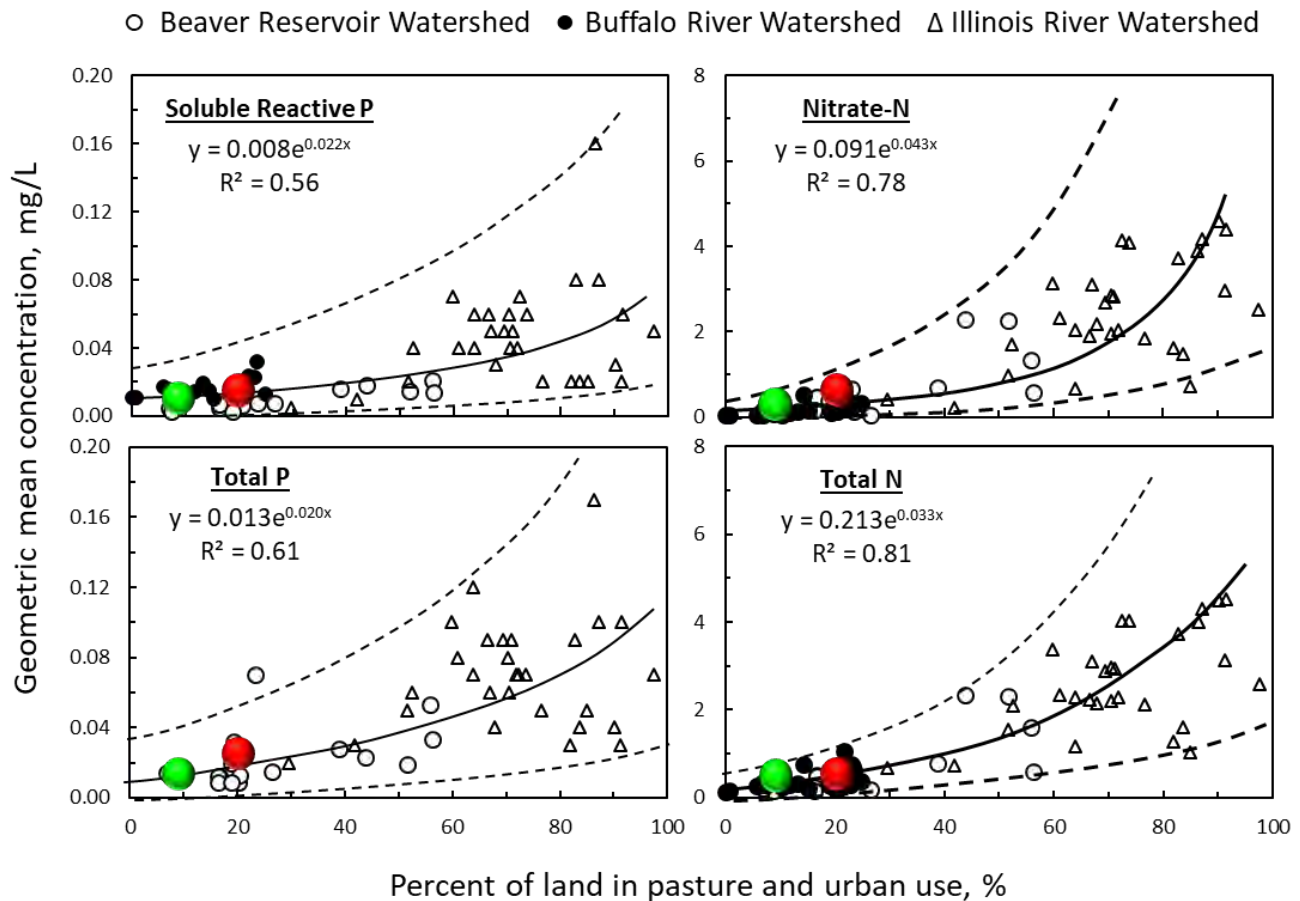 ○ Beaver Reservoir Watershed ● Buffalo River Watershed △ Illinois River Watershed
Geometric mean concentration, mg/L
0.20
0.16
0.12
0.08
0.04
0.00
Soluble Reactive P
y = 0.008e^0.022x
R² = 0.56
8
6
4
2
0
Nitrate-N
y = 0.091e^0.043x
R² = 0.78
0.20
0.16
0.12
0.08
0.04
0.00
Total P
y = 0.013e^0.020x
R² = 0.61
0 20 40 60 80 100
8
6
4
2
0
Total N
y = 0.213e^0.033x
R² = 0.81
0 20 40 60 80 100
Percent of land in pasture and urban use, %